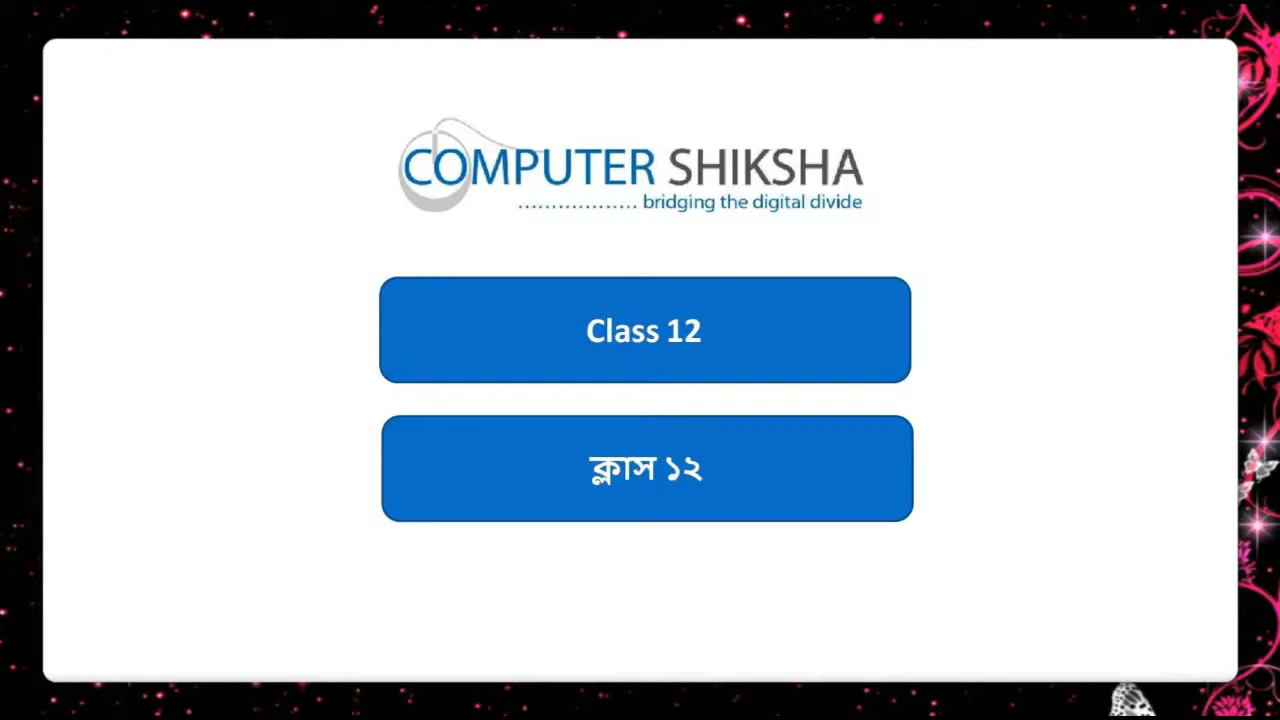 COMPUTER SHIKSHA
.................. bridging the digital divide
Class 12
ক্লাস ১২